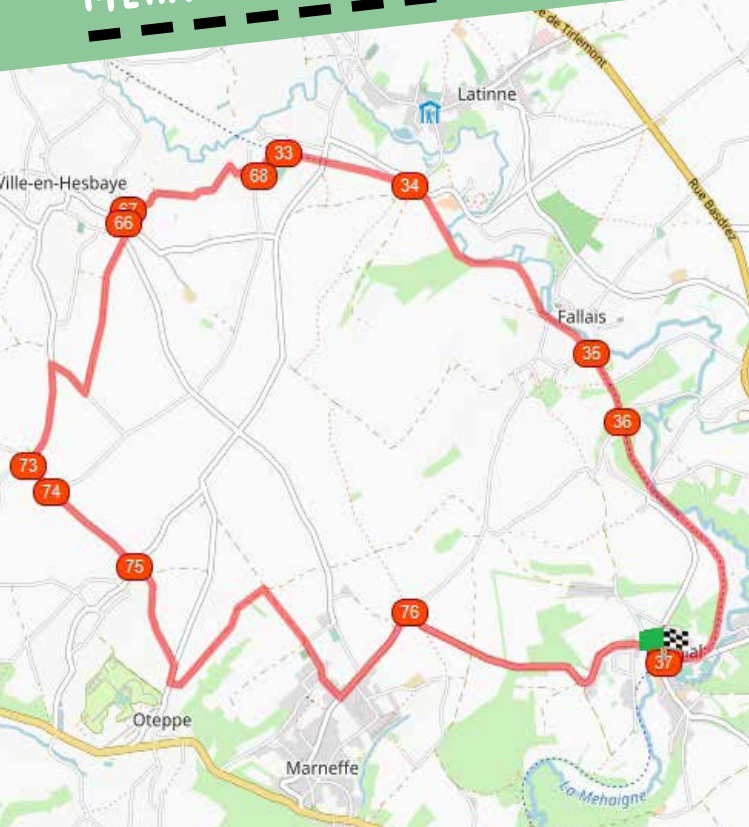 Rue de Tirlemont
Latinne
33
68
34
Ville-en-Hesbaye
67
66
Rue Basdrez
Fallais
35
36
73
74
75
76
37
Oteppe
Marneffe
La Mehaigne